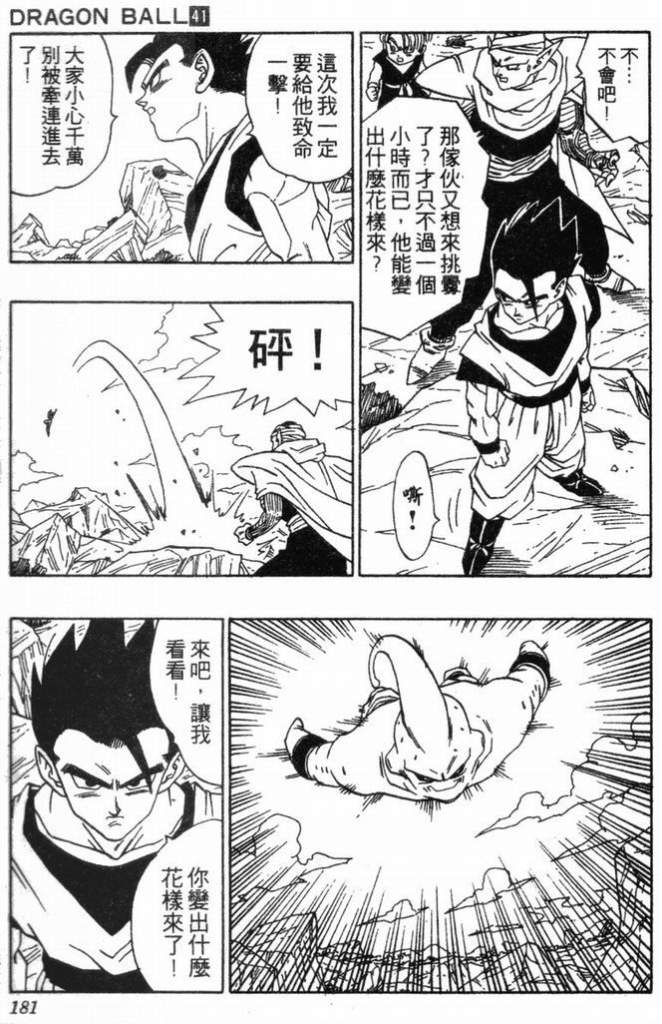 DRAGON BALL 41
不…
不會吧！
那傢伙又想來挑釁
了？才只不過一個
小時而已，他能變
出什麼花樣來？
嘶！
這次我一定
要給他致命
一擊！
大家小心千萬
別被牽連進去
了！
砰！
來吧，讓我
看看！
你變出什麼
花樣來了！
181